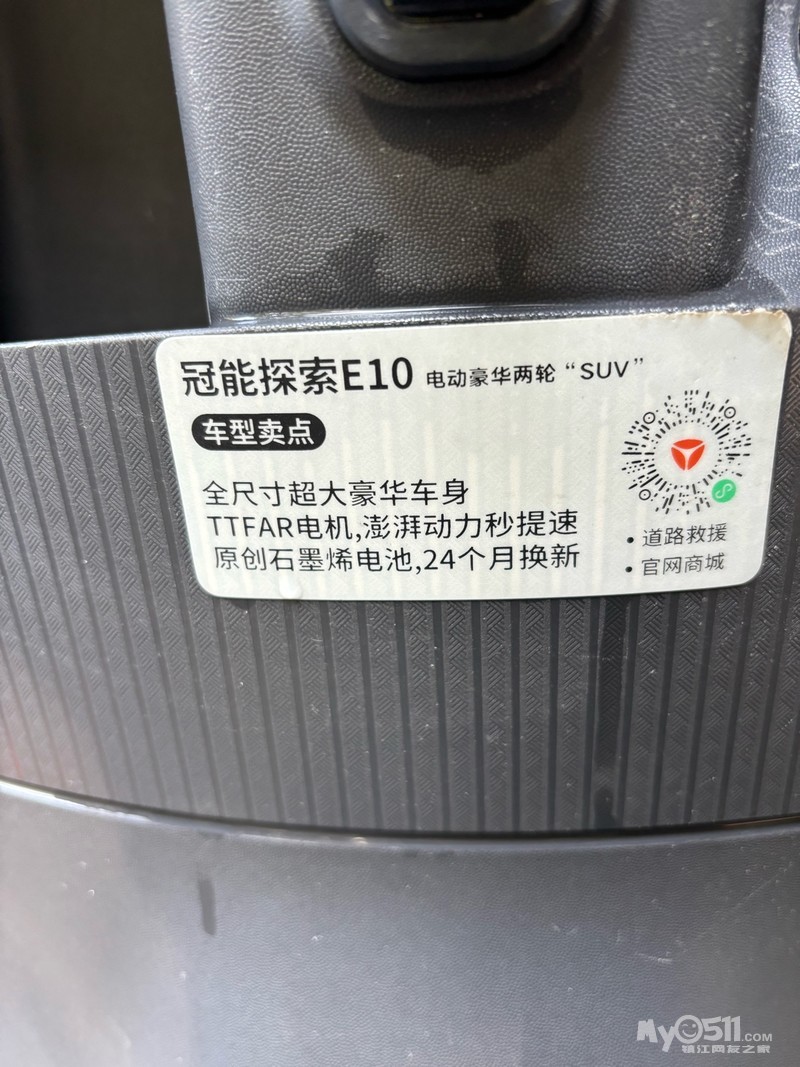 冠能探索E10 电动豪华两轮“SUV”
车型卖点
全尺寸超大豪华车身
TTFAR电机,澎湃动力秒提速
原创石墨烯电池,24个月换新
• 道路救援
• 官网商城
My0511.COM
镇江网友之家